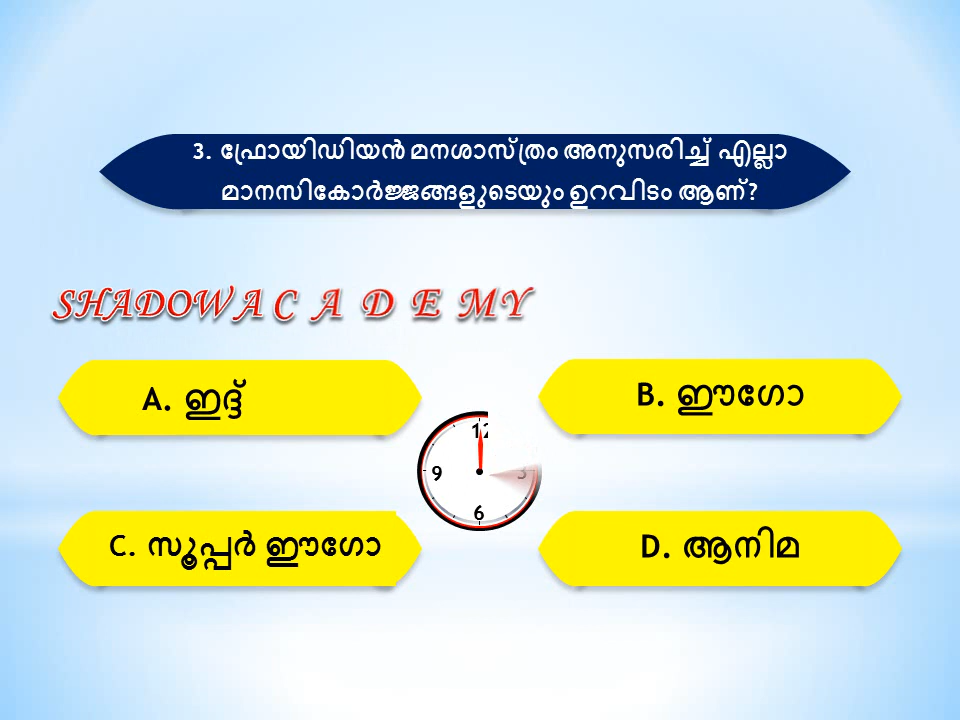 3. ഫ്രോയിഡിയൻ മനശാസ്ത്രം അനുസരിച്ച് എല്ലാ
മാനസികോർജ്ജങ്ങളുടെയും ഉറവിടം ആണ്?
SHADOW A C A D E MY
A. ഇദ്ദ്
B. ഈഗോ
12
9
3
6
C. സൂപ്പർ ഈഗോ
D. ആനിമ